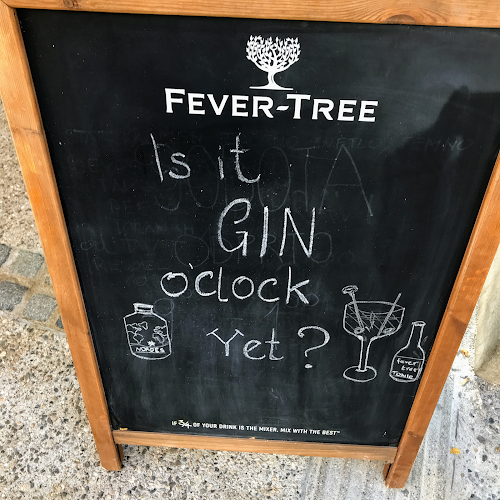 FEVER-TREE
Is it
GIN
o'clock
Yet?
NORDÉS
fever
tree
Tonic
IF 3/4 OF YOUR DRINK IS THE MIXER, MIX WITH THE BEST™